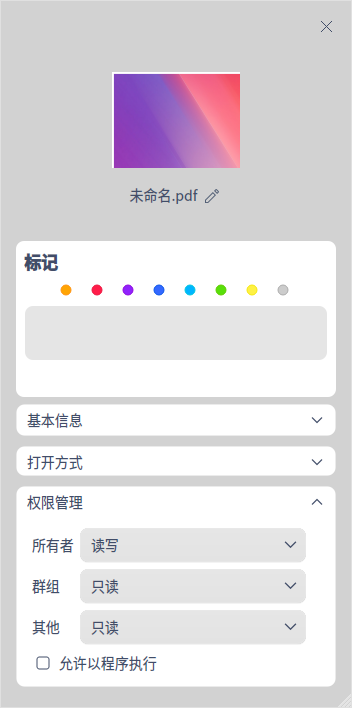 未命名.pdf
标记
基本信息
打开方式
权限管理
所有者 读写
群组 只读
其他 只读
允许以程序执行